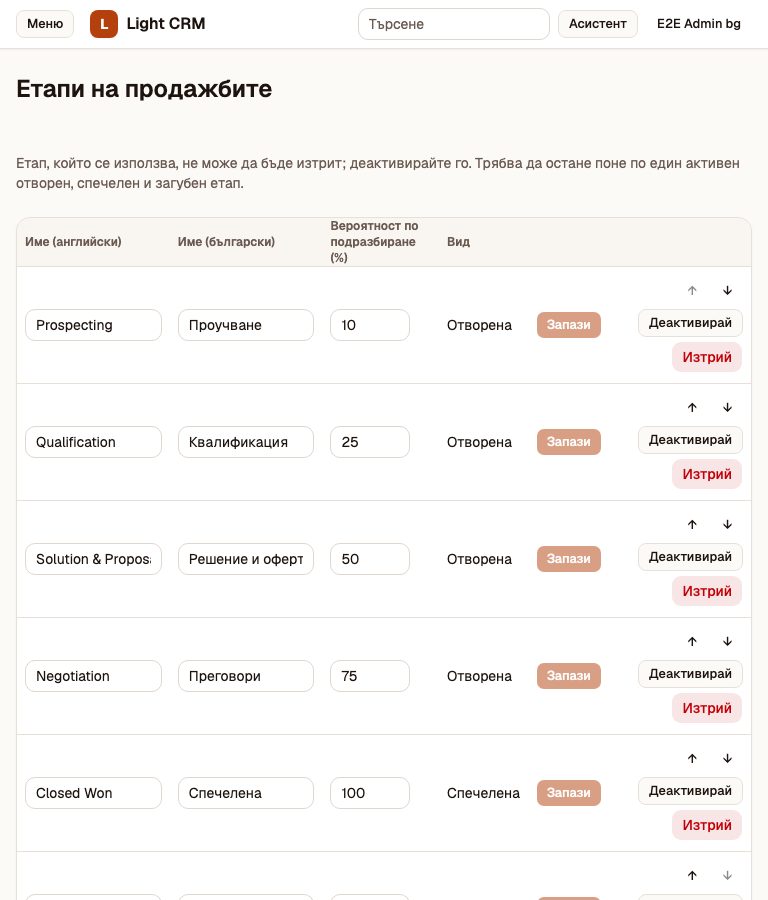 Меню
L
Light CRM
Търсене
Асистент
E2E Admin bg
Етапи на продажбите
Етап, който се използва, не може да бъде изтрит; деактивирайте го. Трябва да остане поне по един активен
отворен, спечелен и загубен етап.
Име (английски)
Име (български)
Вероятност по
подразбиране
(%)
Вид
↑ ↓
Prospecting
Проучване
10
Отворена
Запази
Деактивирай
Изтрий
↑ ↓
Qualification
Квалификация
25
Отворена
Запази
Деактивирай
Изтрий
↑ ↓
Solution & Propos
Решение и оферт
50
Отворена
Запази
Деактивирай
Изтрий
↑ ↓
Negotiation
Преговори
75
Отворена
Запази
Деактивирай
Изтрий
↑ ↓
Closed Won
Спечелена
100
Спечелена
Запази
Деактивирай
Изтрий
↑ ↓